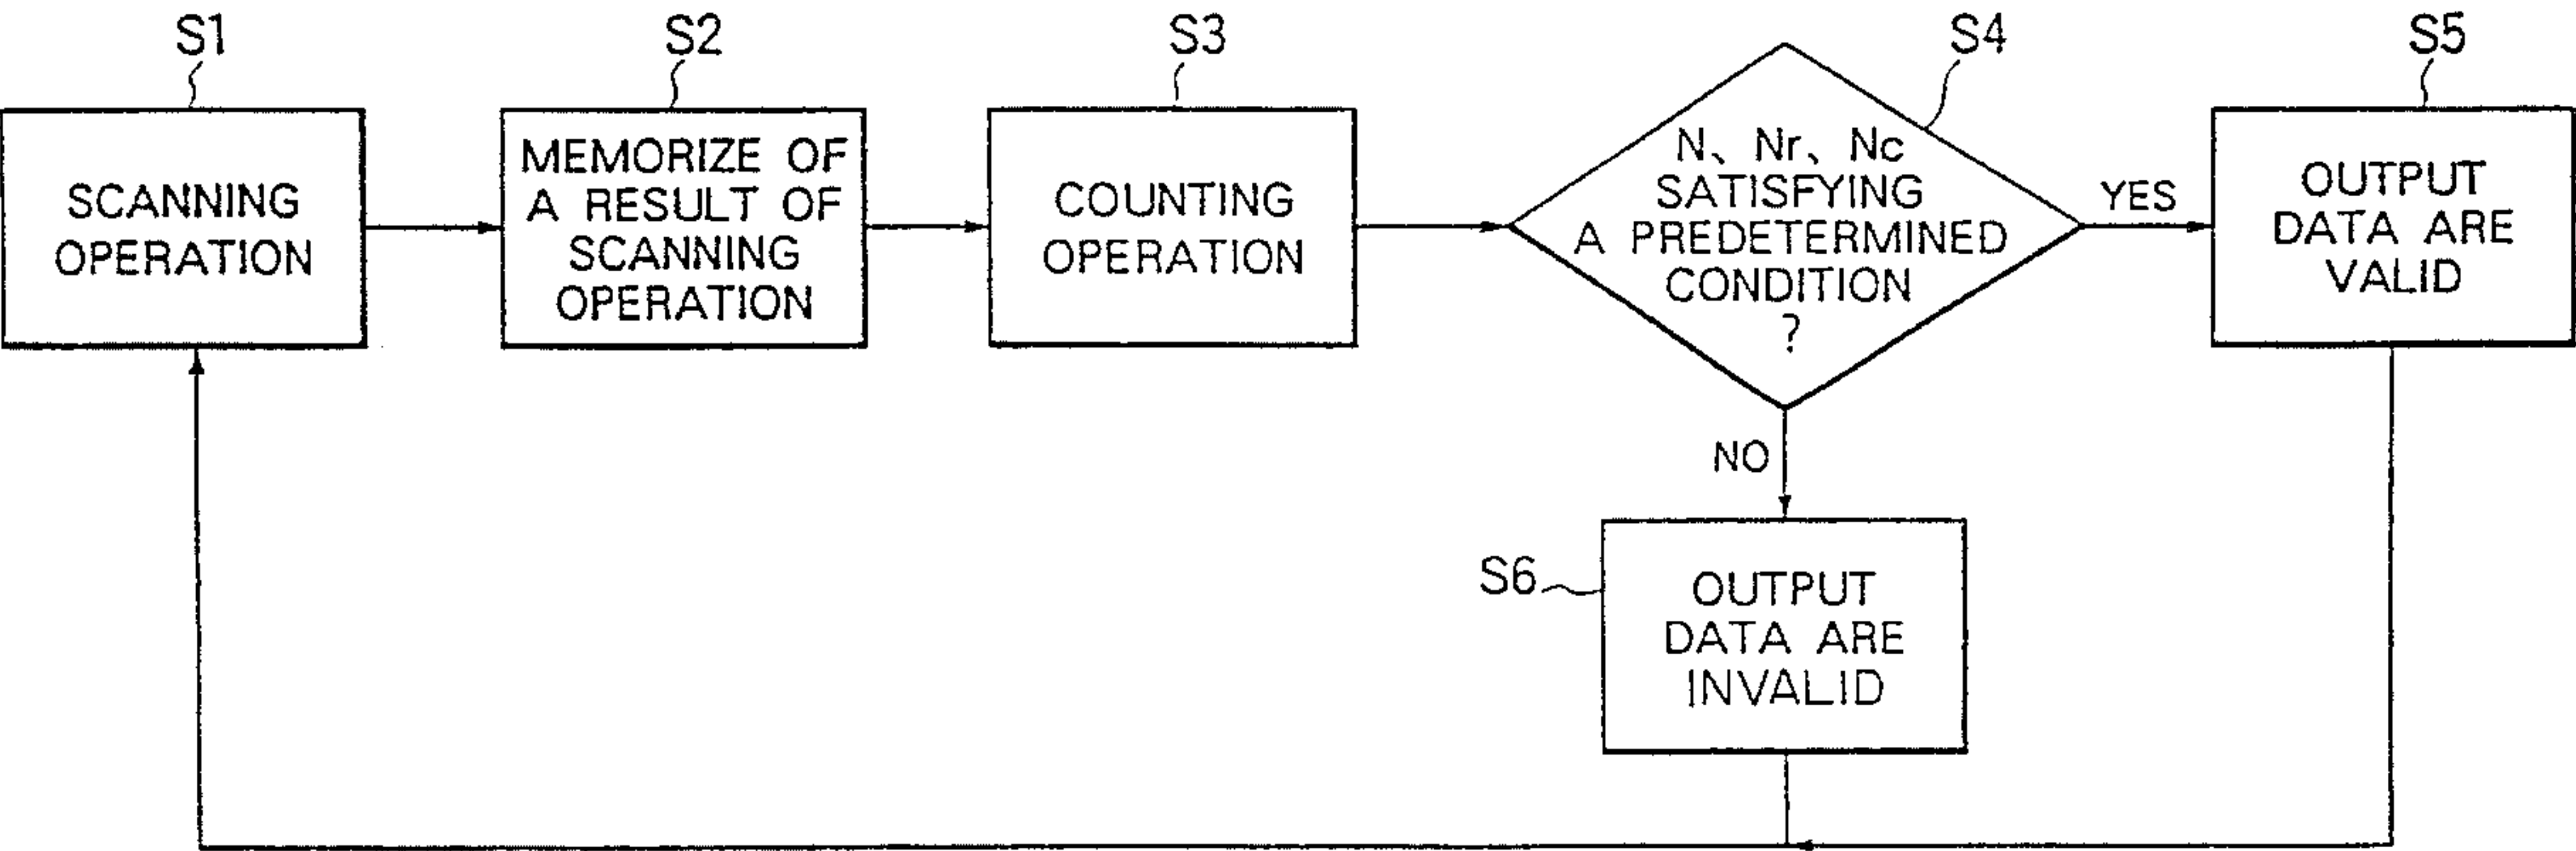 S1
SCANNING
OPERATION
S2
MEMORIZE OF
A RESULT OF
SCANNING
OPERATION
S3
COUNTING
OPERATION
S4
N、Nr、Nc
SATISFYING
A PREDETERMINED
CONDITION
?
YES
S5
OUTPUT
DATA ARE
VALID
NO
S6
OUTPUT
DATA ARE
INVALID